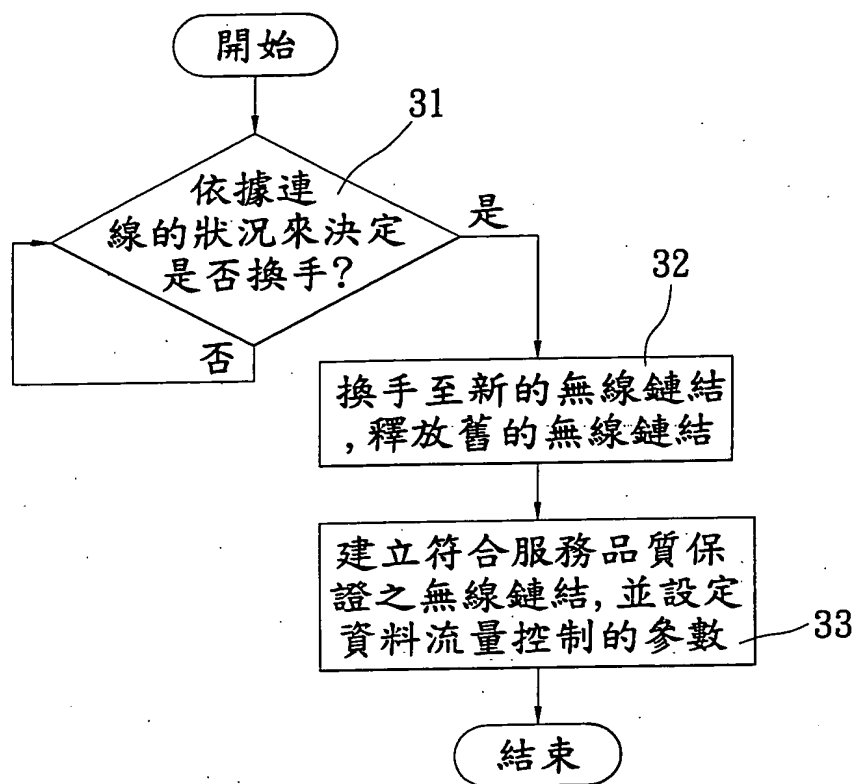 開始
31
依據連
線的狀況來決定
是否換手?
是
否
32
換手至新的無線鏈結
,釋放舊的無線鏈結
建立符合服務品質保
證之無線鏈結,並設定
資料流量控制的參數
33
結束